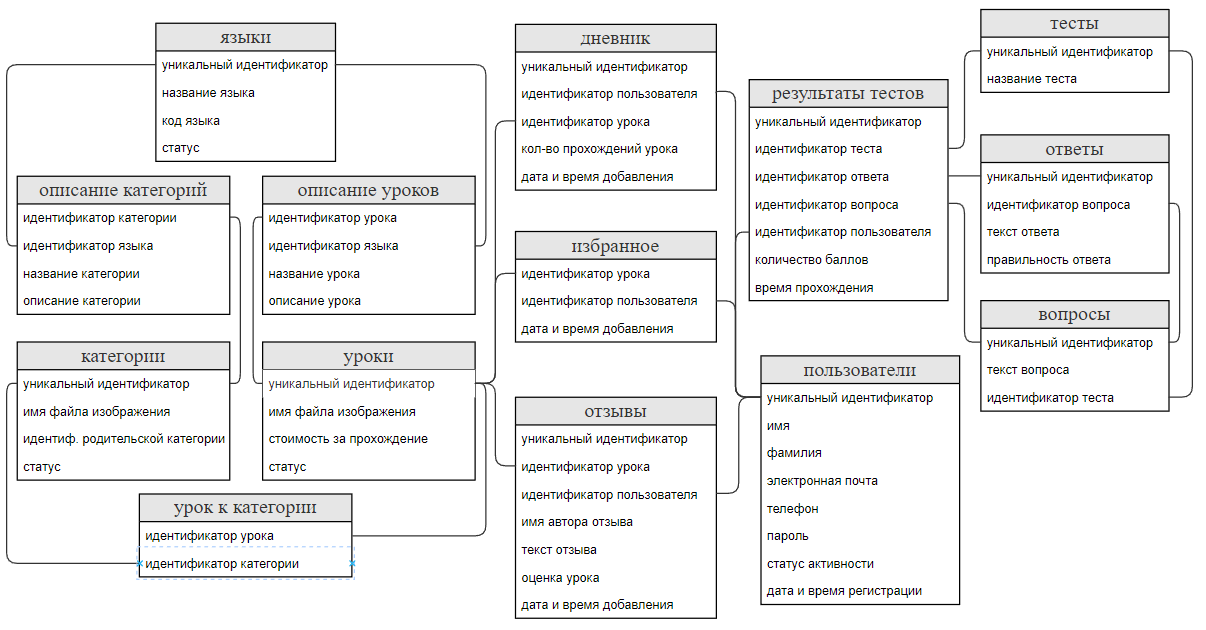 языки
уникальный идентификатор
название языка
код языка
статус
описание категорий
идентификатор категории
идентификатор языка
название категории
описание категории
описание уроков
идентификатор урока
идентификатор языка
название урока
описание урока
категории
уникальный идентификатор
имя файла изображения
идентиф. родительской категории
статус
уроки
уникальный идентификатор
имя файла изображения
стоимость за прохождение
статус
урок к категории
идентификатор урока
идентификатор категории
дневник
уникальный идентификатор
идентификатор пользователя
идентификатор урока
кол-во прохождений урока
дата и время добавления
избранное
идентификатор урока
идентификатор пользователя
дата и время добавления
отзывы
уникальный идентификатор
идентификатор урока
идентификатор пользователя
имя автора отзыва
текст отзыва
оценка урока
дата и время добавления
результаты тестов
уникальный идентификатор
идентификатор теста
идентификатор ответа
идентификатор вопроса
идентификатор пользователя
количество баллов
время прохождения
пользователи
уникальный идентификатор
имя
фамилия
электронная почта
телефон
пароль
статус активности
дата и время регистрации
тесты
уникальный идентификатор
название теста
ответы
уникальный идентификатор
идентификатор вопроса
текст ответа
правильность ответа
вопросы
уникальный идентификатор
текст вопроса
идентификатор теста